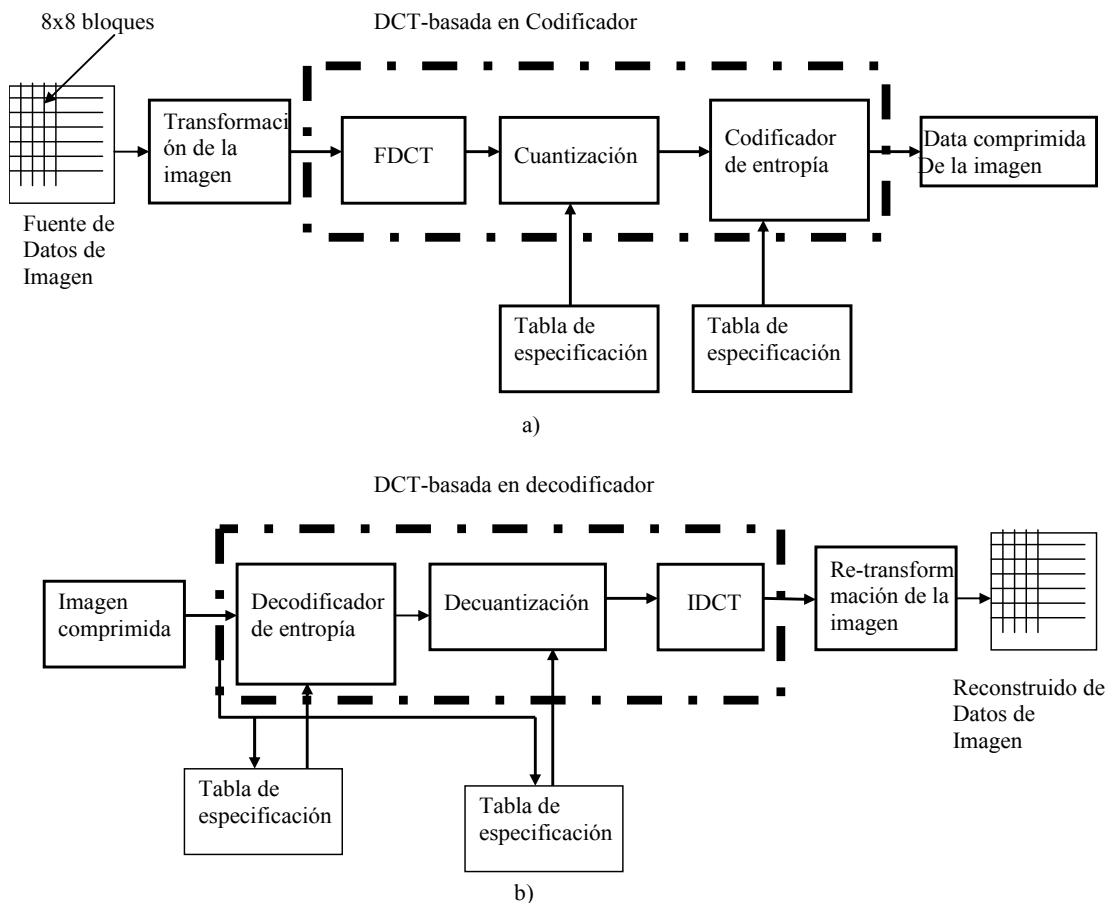 8x8 bloques
DCT-basada en Codificador
Transformaci
ón de la
imagen
FDCT
Cuantización
Codificador
de entropía
Data comprimida
De la imagen
Fuente de
Datos de
Imagen
Tabla de
especificación
Tabla de
especificación
a)
DCT-basada en decodificador
Imagen
comprimida
Decodificador
de entropía
Decuantización
IDCT
Re-transform
mación de la
imagen
Reconstruido de
Datos de
Imagen
Tabla de
especificación
Tabla de
especificación
b)